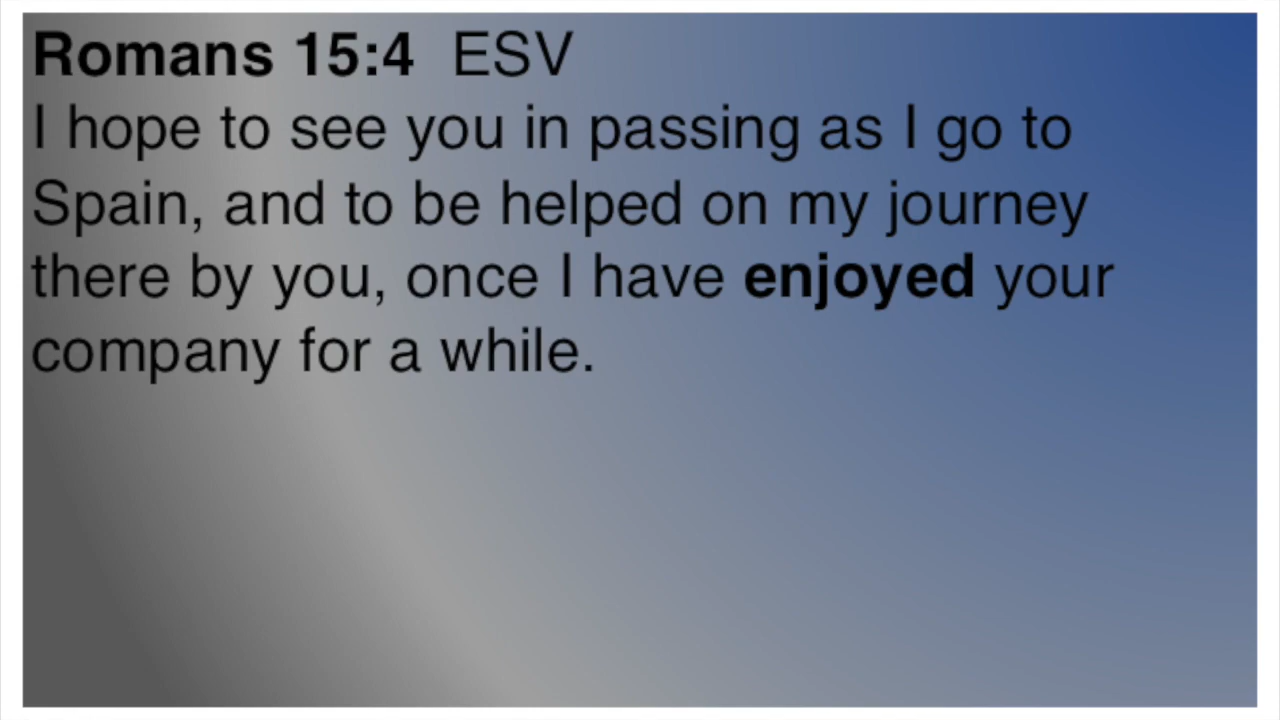 Romans 15:4 ESV
I hope to see you in passing as I go to
Spain, and to be helped on my journey
there by you, once I have enjoyed your
company for a while.